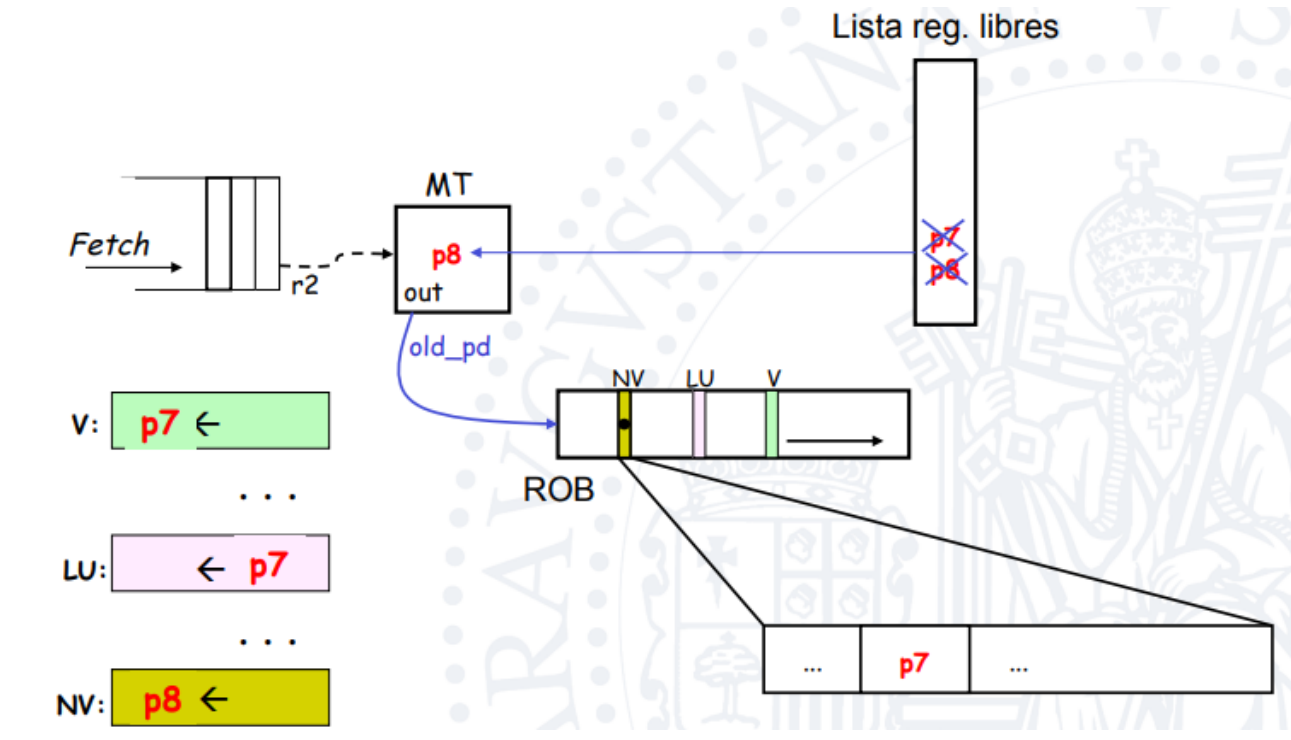 Lista reg. libres
MT
Fetch
r2
p8
out
p7
p8
old_pd
NV LU V
ROB
V: p7 ←
. . .
LU: ← p7
. . .
NV: p8 ←
... p7 ...